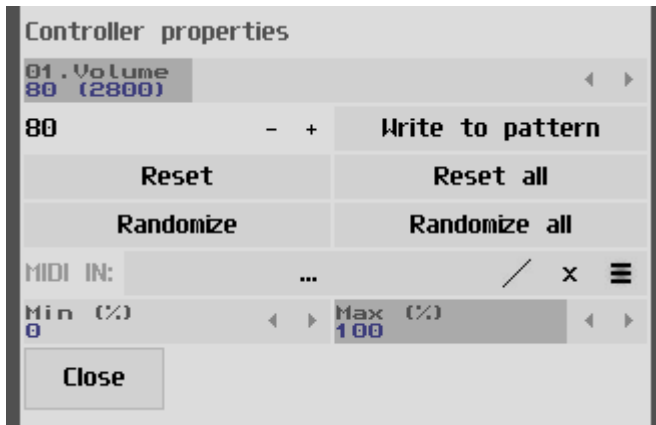 Controller properties
01.Volume
80 (2800)
80 - + Write to pattern
Reset Reset all
Randomize Randomize all
MIDI IN: ... / x ≡
Min (%) Max (%)
0 100
Close